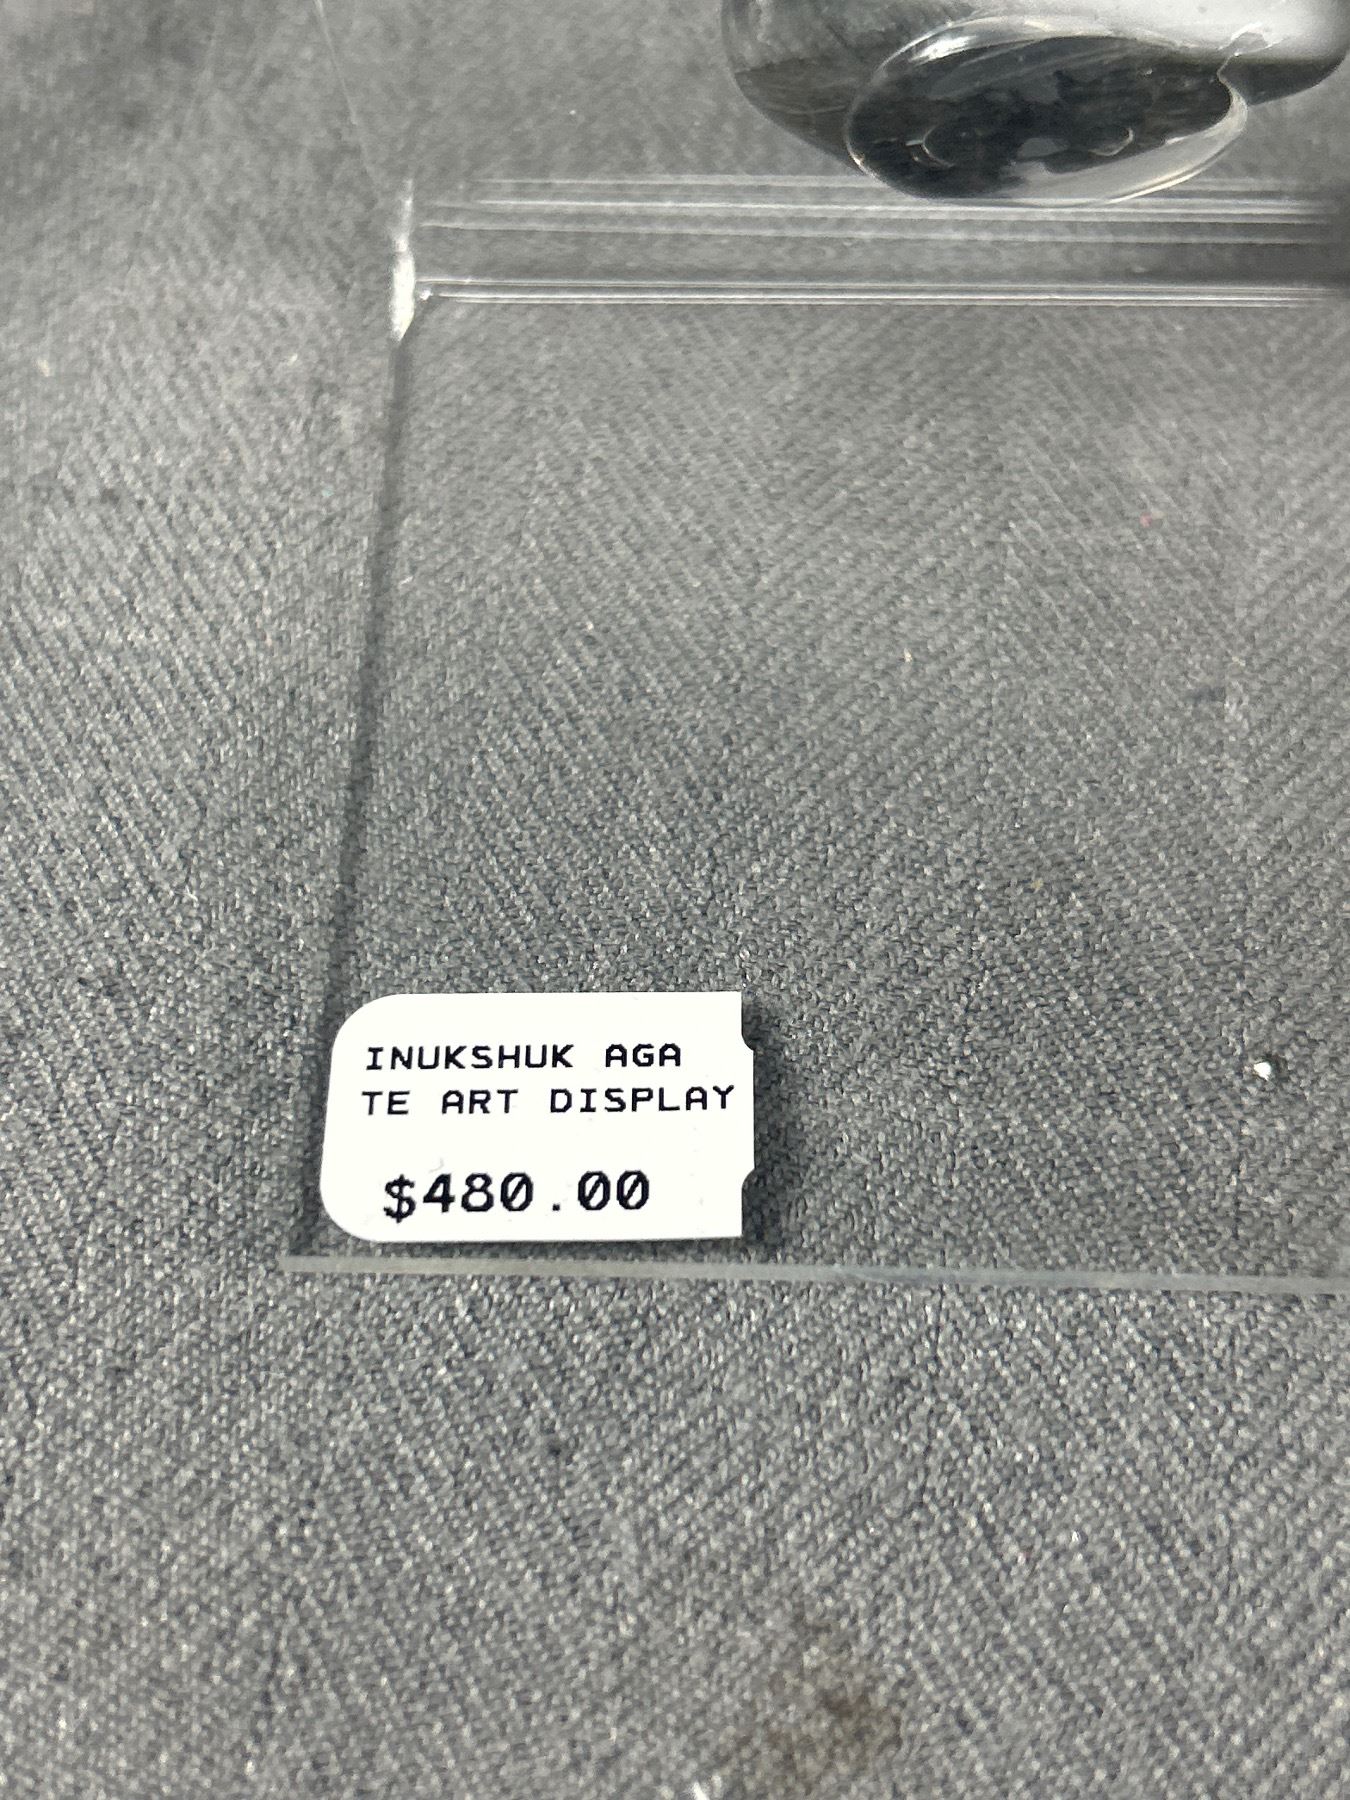 INUKSHUK AGA
TE ART DISPLAY
$480.00